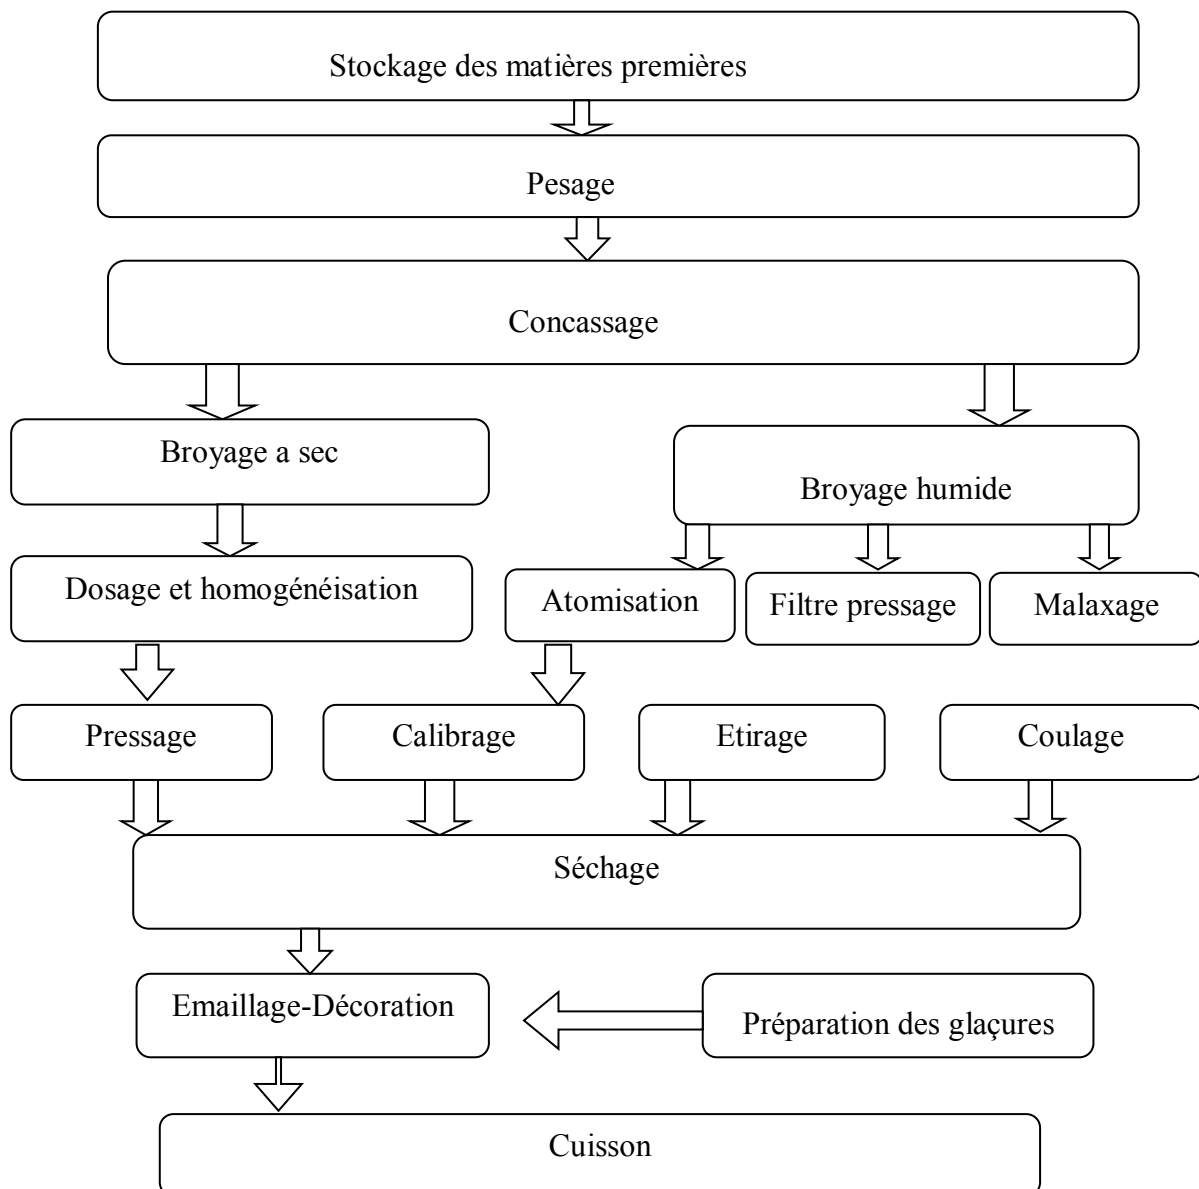 Stockage des matières premières
Pesage
Concassage
Broyage a sec
Broyage humide
Dosage et homogénéisation
Atomisation
Filtre pressage
Malaxage
Pressage
Calibrage
Etirage
Coulage
Séchage
Emaillage-Décoration
Préparation des glaçures
Cuisson